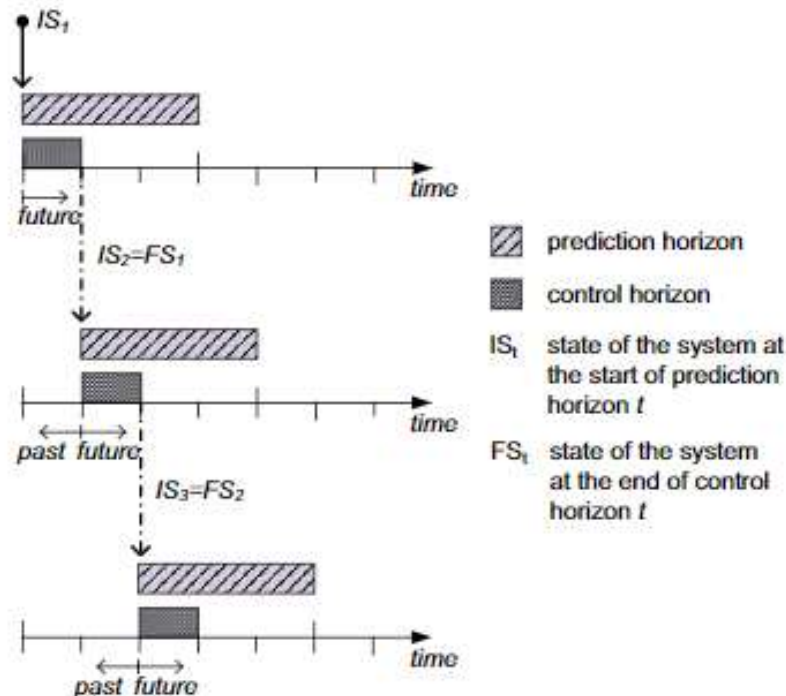 IS₁
time
future
IS₂=FS₁
prediction horizon
control horizon
ISₜ state of the system at
the start of prediction
horizon t
time
past future
FSₜ state of the system
at the end of control
horizon t
IS₃=FS₂
time
past future